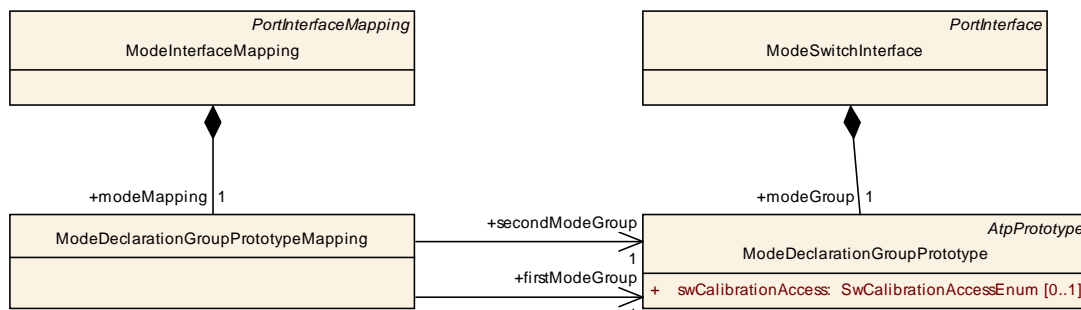 PortInterfaceMapping
ModeInterfaceMapping
PortInterface
ModeSwitchInterface
+modeMapping 1
+modeGroup 1
ModeDeclarationGroupPrototypeMapping
+secondModeGroup
1
+firstModeGroup
AtpPrototype
ModeDeclarationGroupPrototype
+ swCalibrationAccess: SwCalibrationAccessEnum [0..1]